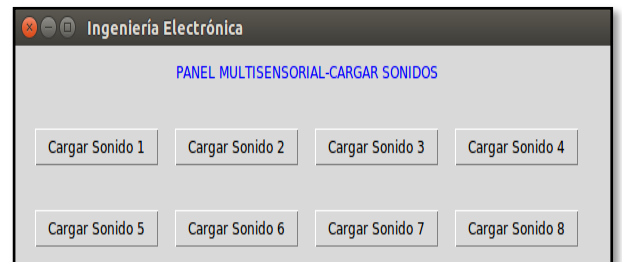 Ingeniería Electrónica
PANEL MULTISENSORIAL-CARGAR SONIDOS
Cargar Sonido 1 Cargar Sonido 2 Cargar Sonido 3 Cargar Sonido 4
Cargar Sonido 5 Cargar Sonido 6 Cargar Sonido 7 Cargar Sonido 8